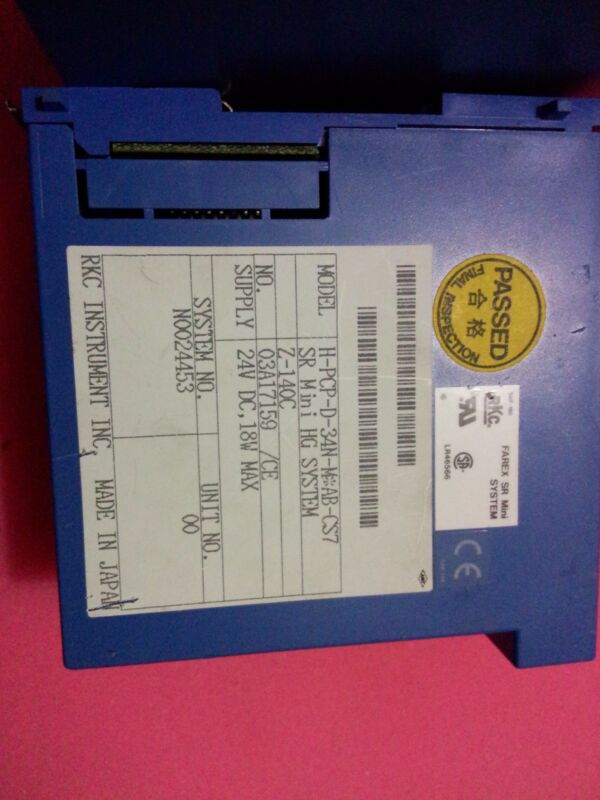 MODEL H-PCP-D-34N-M*AB-CS7
SR Mini HG SYSTEM
Z-140C
NO. 03A17159 /CE
SUPPLY 24V DC, 18W MAX
SYSTEM NO. UNIT NO.
N0024453 00
RKC INSTRUMENT INC. MADE IN JAPAN
PASSED
合格
FINAL INSPECTION
RKC
FAREX SR Mini
SYSTEM
LR46566
CE